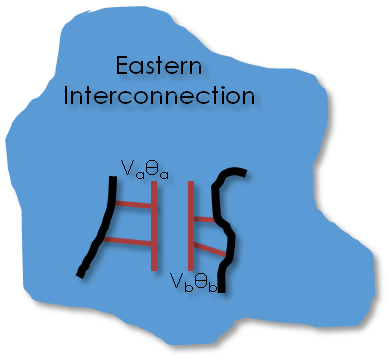 Eastern
Interconnection
Vaθa
Vbθb